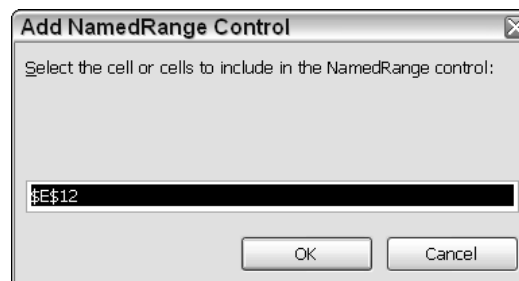 Add NamedRange Control
Select the cell or cells to include in the NamedRange control:
$E$12
OK Cancel